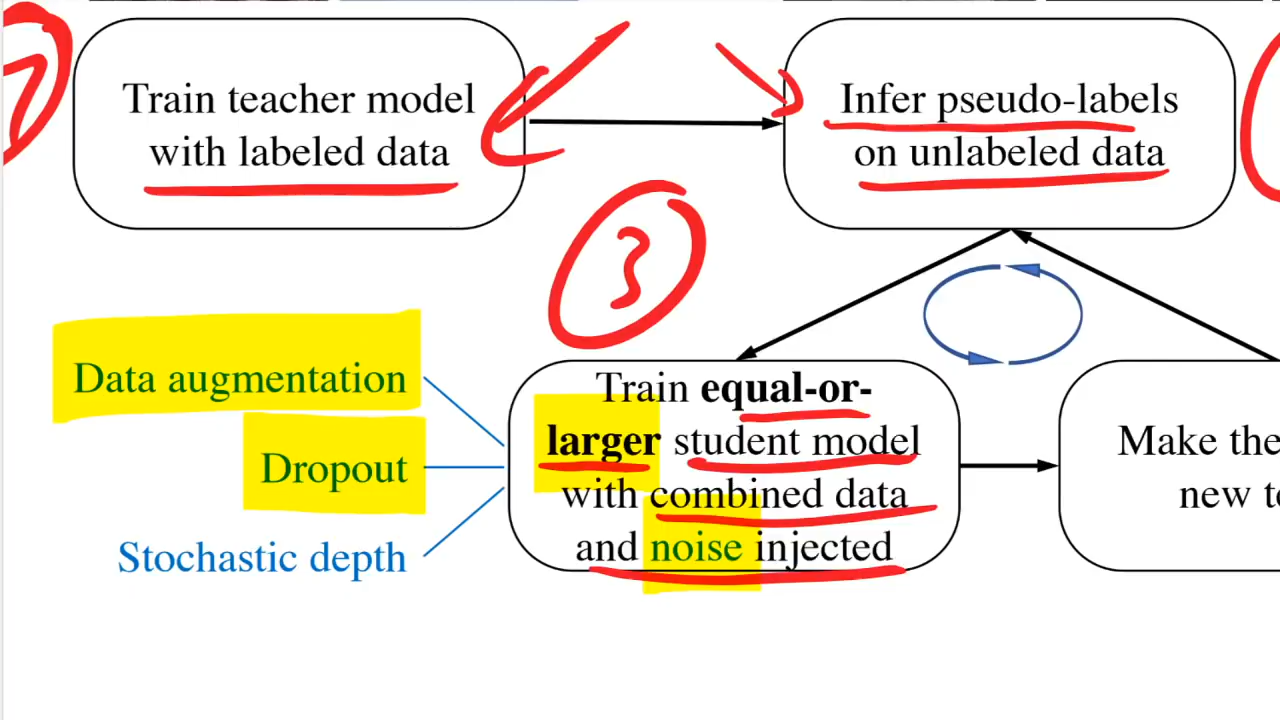 Train teacher model
with labeled data
Infer pseudo-labels
on unlabeled data
3
Data augmentation
Dropout
Stochastic depth
Train equal-or-
larger student model
with combined data
and noise injected
Make the
new